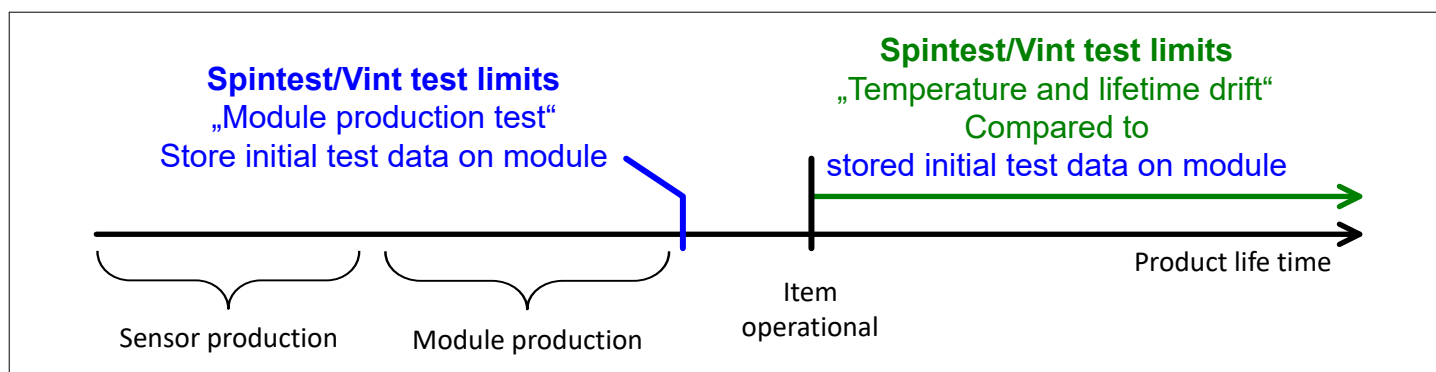 Spintest/Vint test limits
„Module production test“
Store initial test data on module
Spintest/Vint test limits
„Temperature and lifetime drift“
Compared to
stored initial test data on module
Product life time
Sensor production
Module production
Item
operational